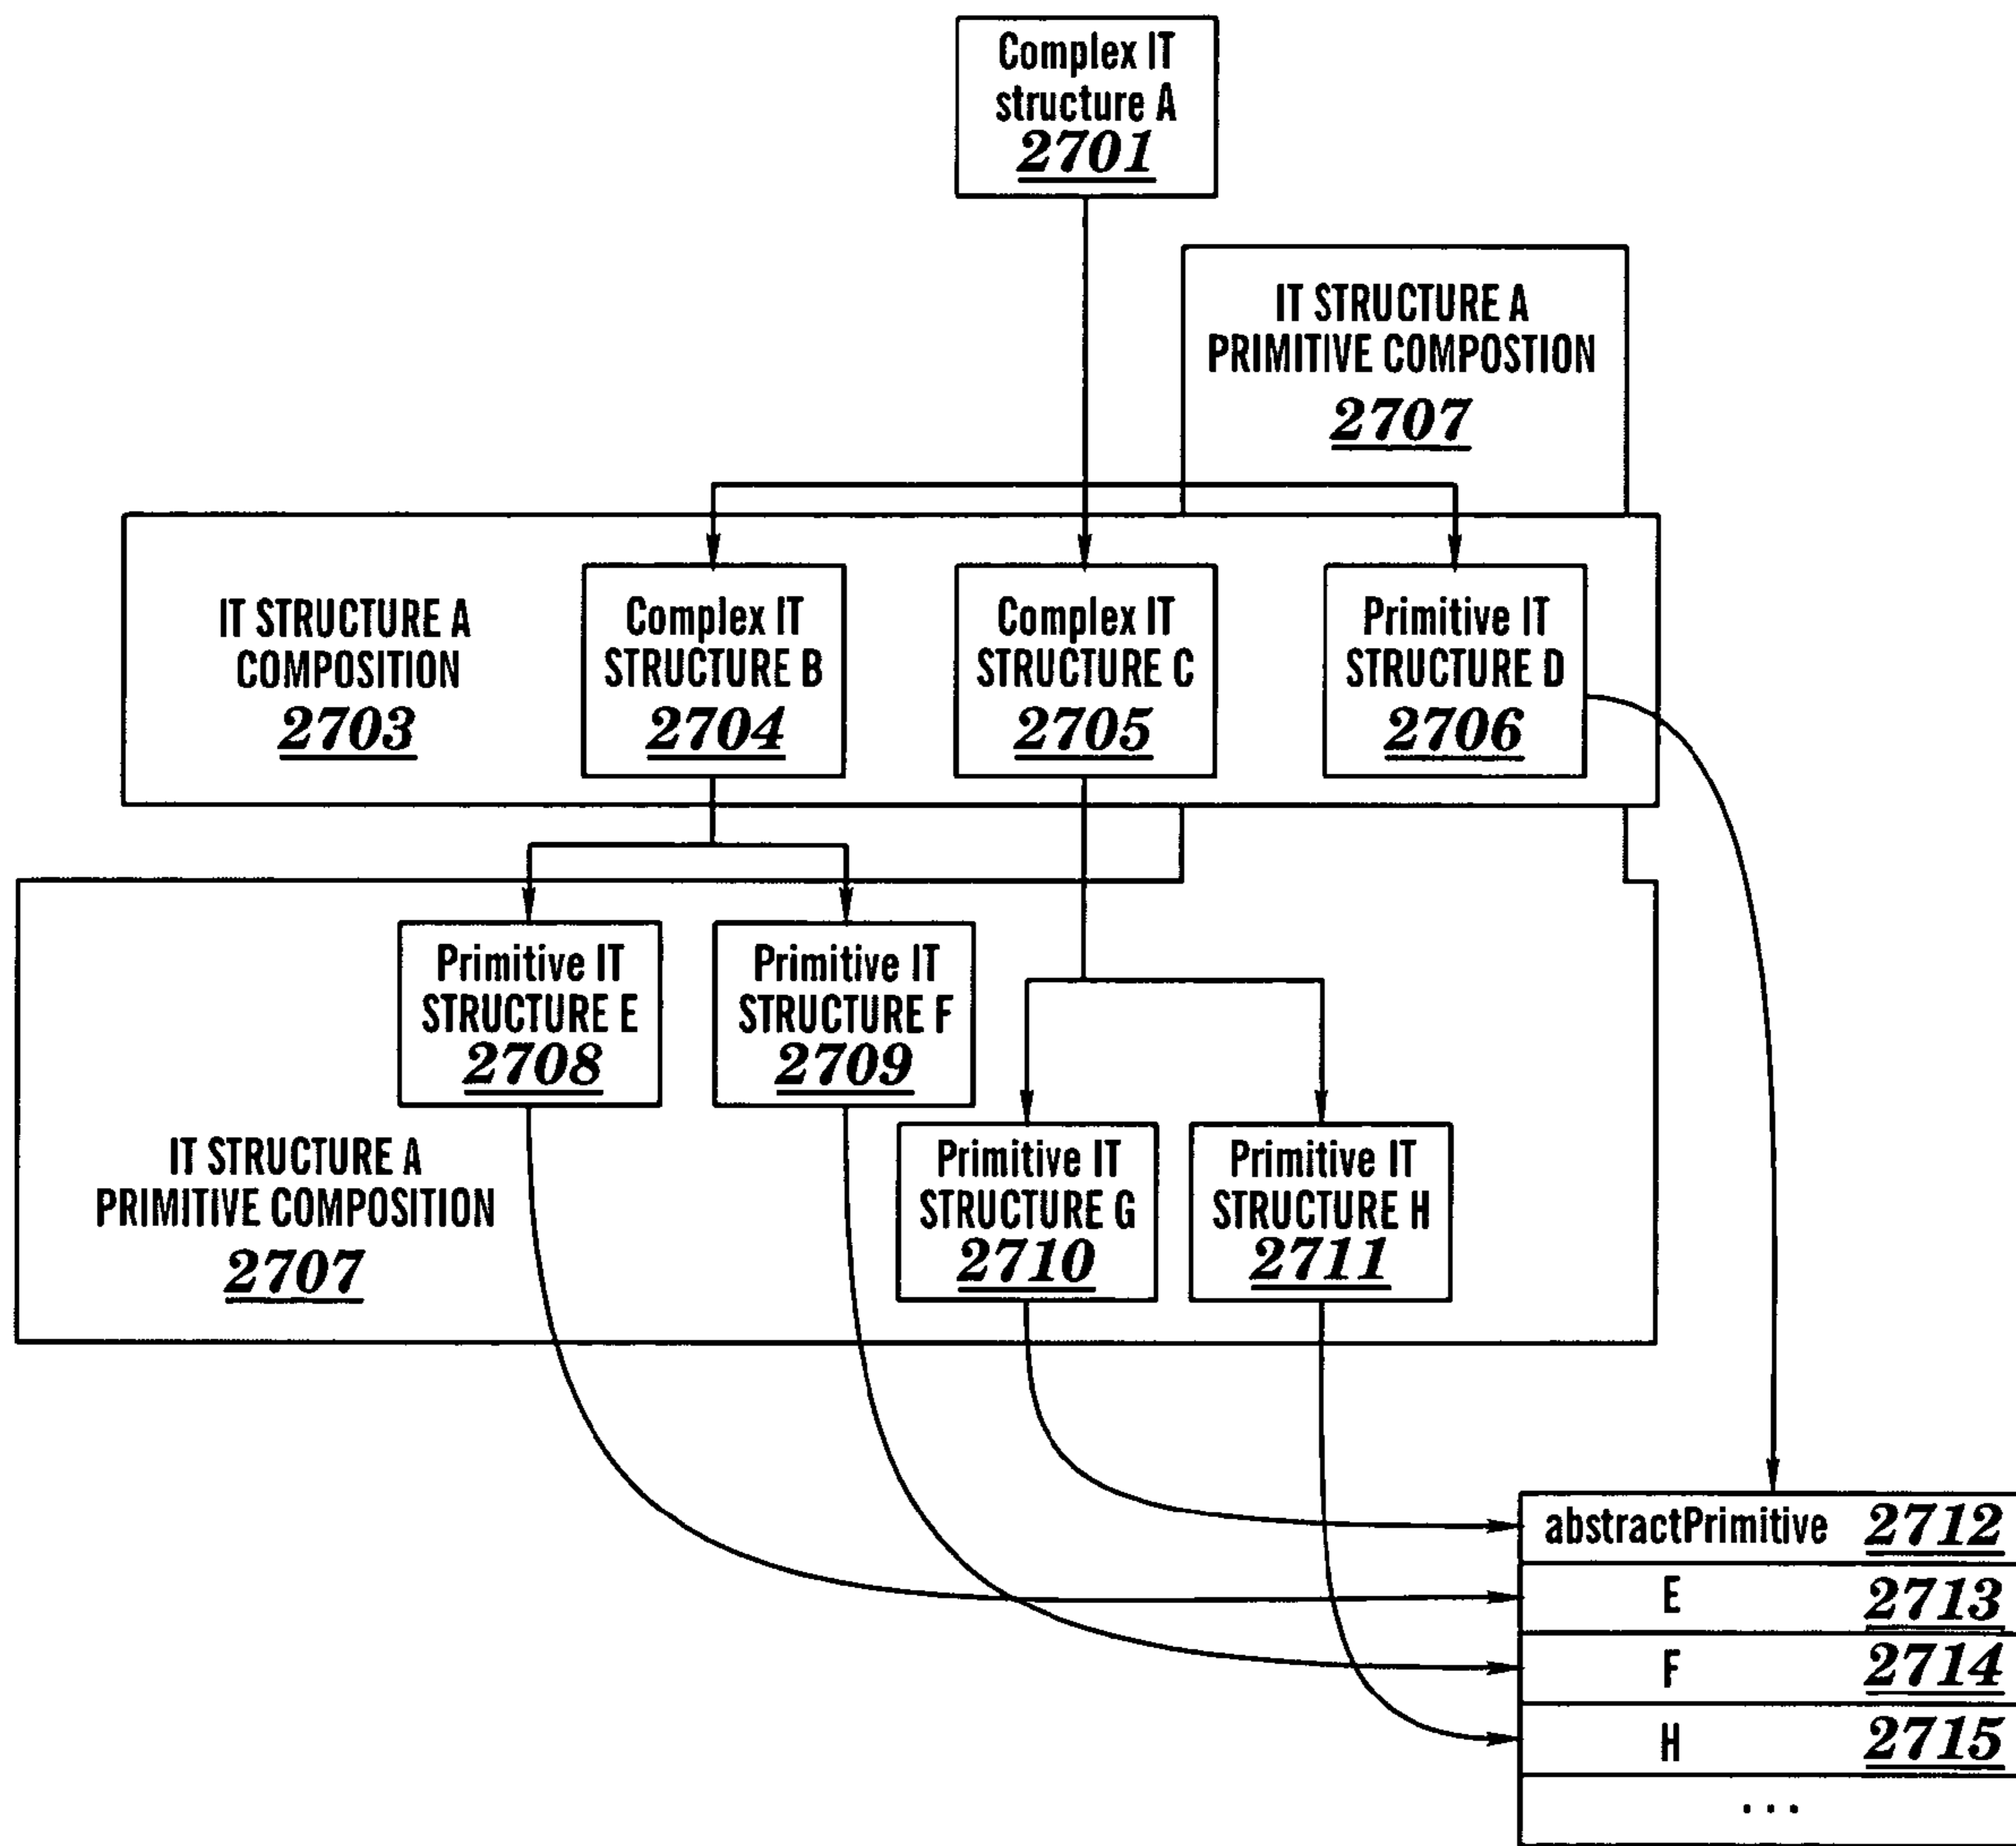 Complex IT
structure A
2701
IT STRUCTURE A
PRIMITIVE COMPOSTION
2707
IT STRUCTURE A
COMPOSITION
2703
Complex IT
STRUCTURE B
2704
Complex IT
STRUCTURE C
2705
Primitive IT
STRUCTURE D
2706
Primitive IT
STRUCTURE E
2708
Primitive IT
STRUCTURE F
2709
IT STRUCTURE A
PRIMITIVE COMPOSITION
2707
Primitive IT
STRUCTURE G
2710
Primitive IT
STRUCTURE H
2711
abstractPrimitive 2712
E 2713
F 2714
H 2715
...